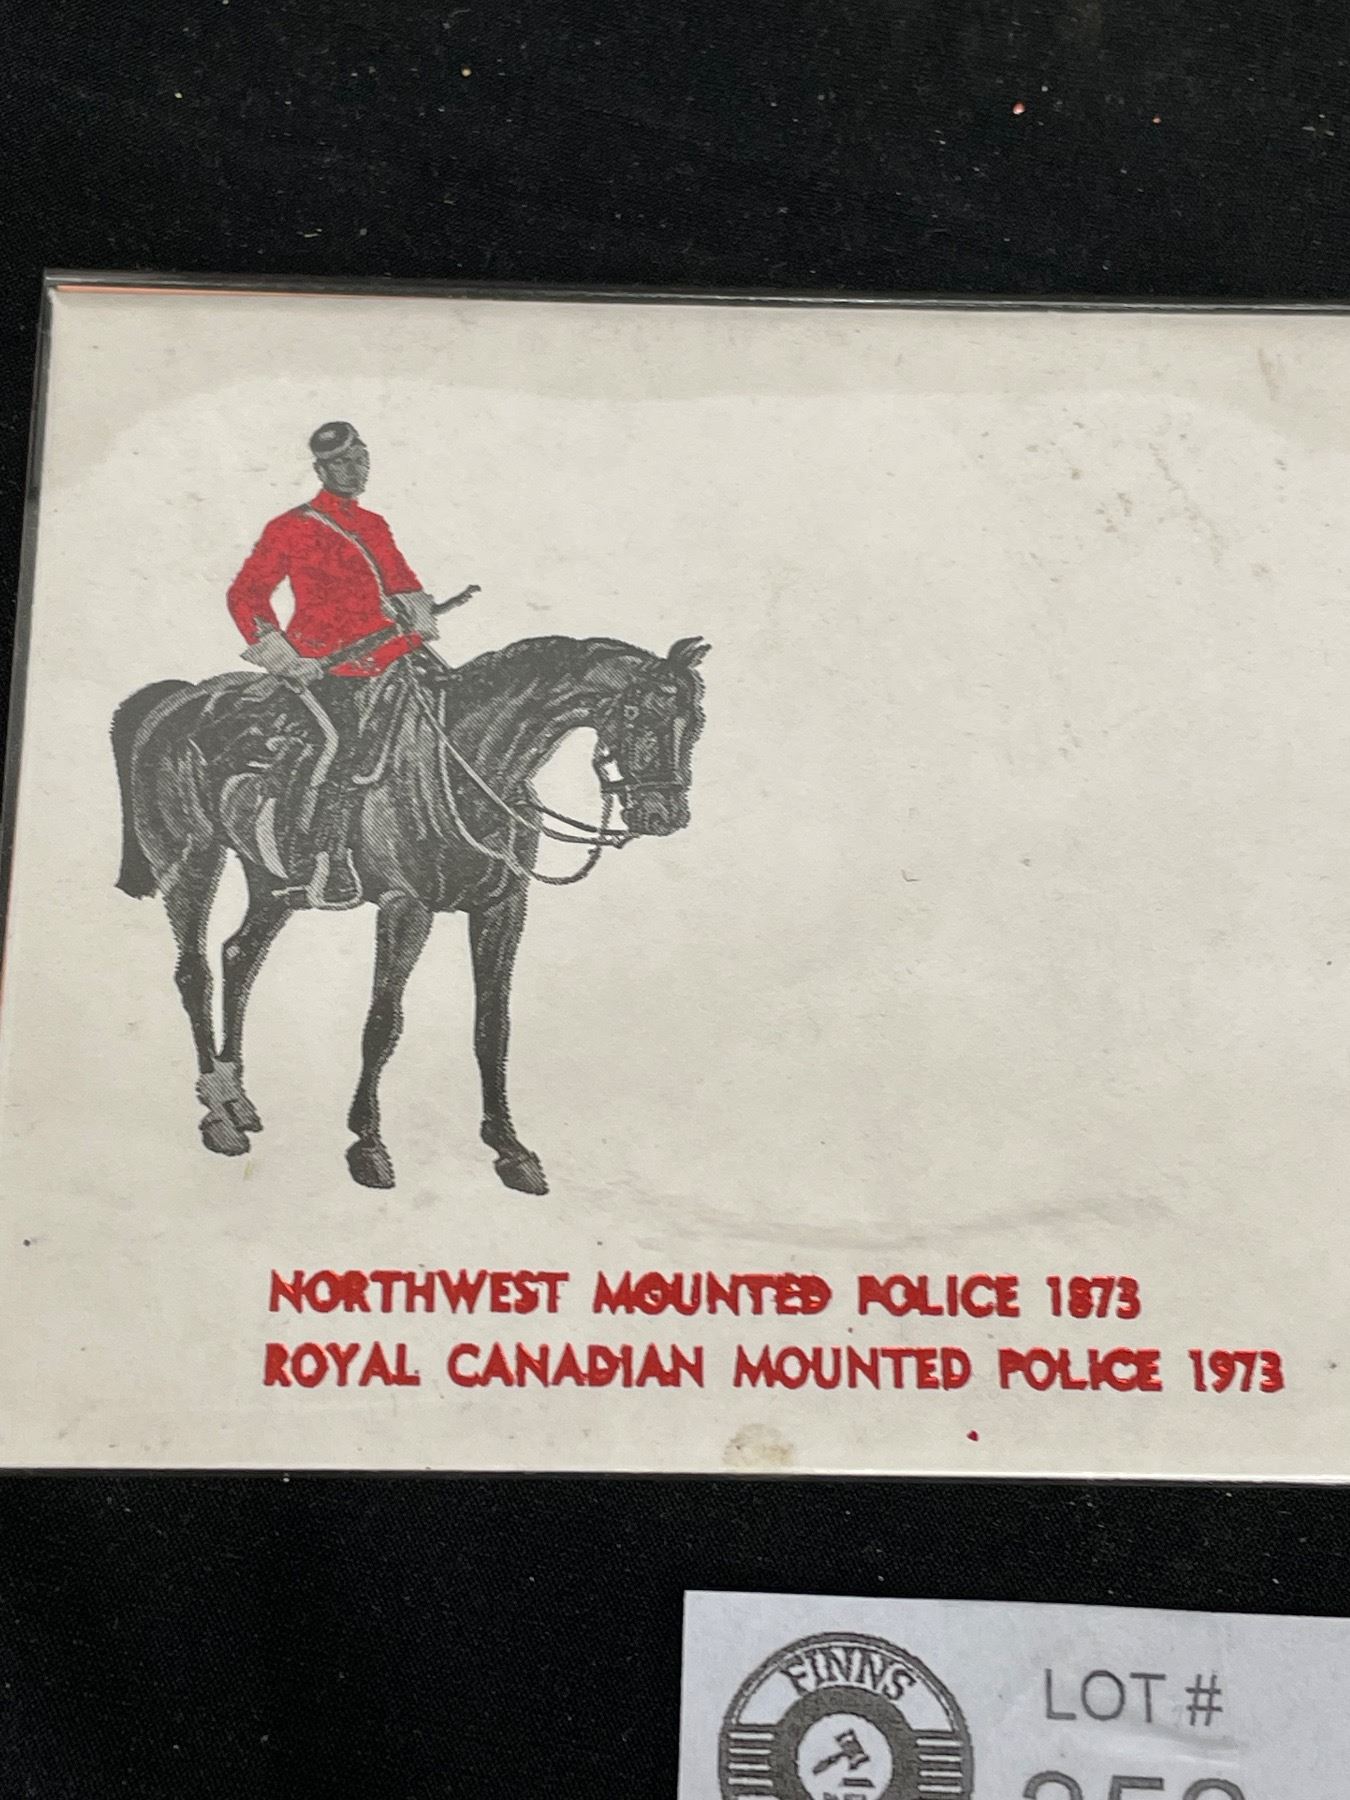 NORTHWEST MOUNTED POLICE 1873
ROYAL CANADIAN MOUNTED POLICE 1973
FINNS
LOT #